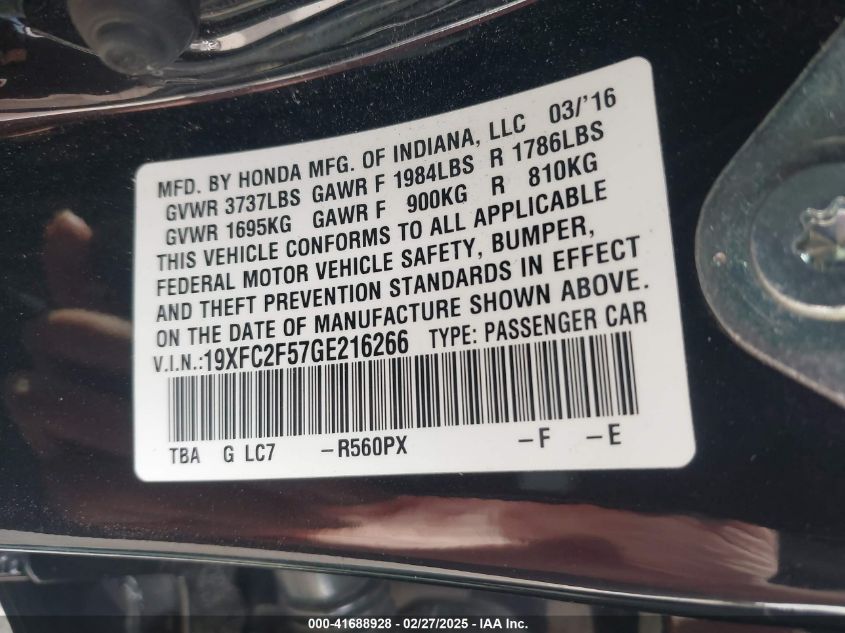 MFD. BY HONDA MFG. OF INDIANA, LLC 03/'16
GVWR 3737LBS GAWR F 1984LBS R 1786LBS
GVWR 1695KG GAWR F 900KG R 810KG
THIS VEHICLE CONFORMS TO ALL APPLICABLE
FEDERAL MOTOR VEHICLE SAFETY, BUMPER,
AND THEFT PREVENTION STANDARDS IN EFFECT
ON THE DATE OF MANUFACTURE SHOWN ABOVE.
V.I.N.:19XFC2F57GE216266 TYPE: PASSENGER CAR
TBA G LC7 -R560PX -F -E
000-41688928 - 02/27/2025 - IAA Inc.